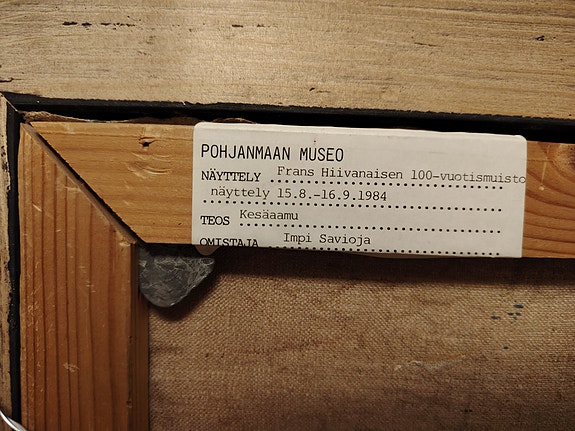 POHJANMAAN MUSEO
NÄYTTELY Frans Hiivanaisen 100-vuotismuisto
näyttely 15.8.-16.9.1984
TEOS Kesäaamu
OMISTAJA Impi Savioja